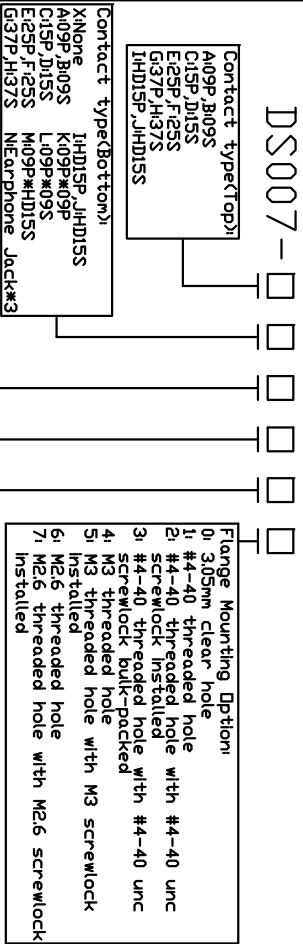 DS007-
Contact type(Top):
A:09P,B:09S
C:15P,D:15S
E:25P,F:25S
G:37P,H:37S
I:HD15P,J:HD15S
Contact type(Bottom):
X:None I:HD15P,J:HD15S
A:09P,B:09S K:09P*09P
C:15P,D:15S L:09P*09S
E:25P,F:25S M:09P*HD15S
G:37P,H:37S N:Earphone Jack*3
Flange Mounting Option:
0: 3.05mm clear hole
1: #4-40 threaded hole
2: #4-40 threaded hole with #4-40 unc
screwlock installed
3: #4-40 threaded hole with #4-40 unc
screwlock bulk-packed
4: M3 threaded hole
5: M3 threaded hole with M3 screwlock
installed
6: M2.6 threaded hole
7: M2.6 threaded hole with M2.6 screwlock
installed